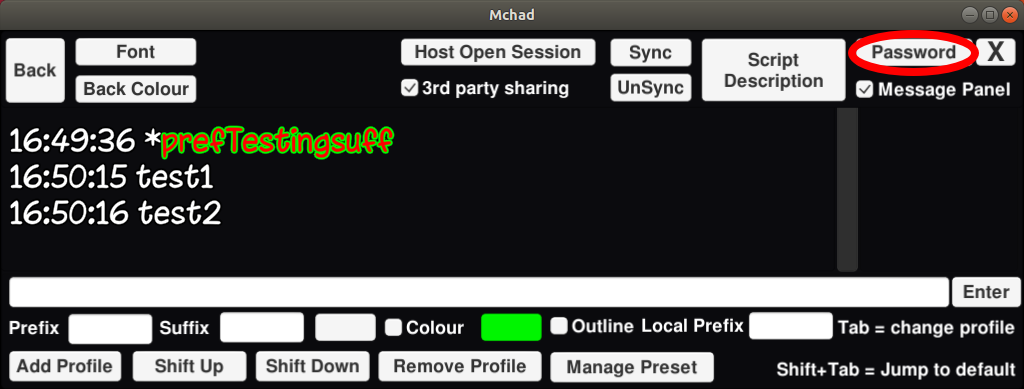 Mchad
Back
Font
Back Colour
Host Open Session
3rd party sharing
Sync
UnSync
Script
Description
Password
X
Message Panel
16:49:36 *prefTestingsuff
16:50:15 test1
16:50:16 test2
Enter
Prefix Suffix Colour Outline Local Prefix Tab = change profile
Add Profile Shift Up Shift Down Remove Profile Manage Preset Shift+Tab = Jump to default